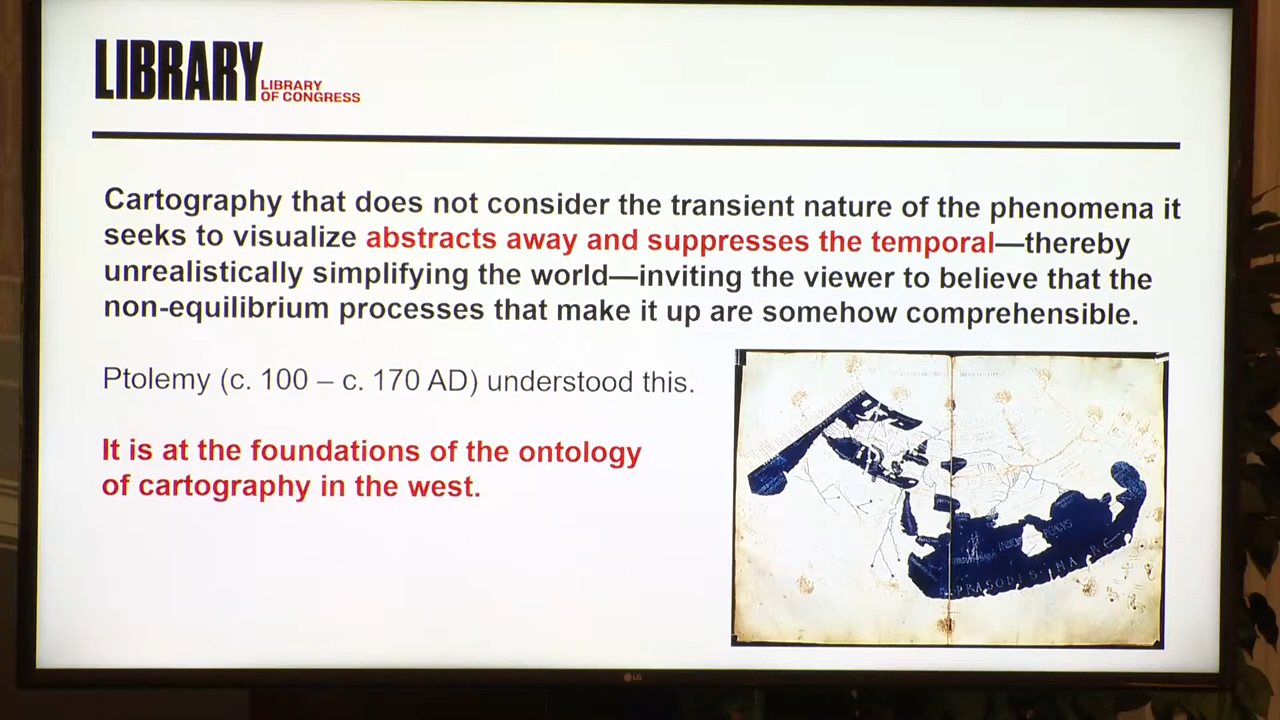 LIBRARY
LIBRARY
OF CONGRESS
Cartography that does not consider the transient nature of the phenomena it
seeks to visualize abstracts away and suppresses the temporal—thereby
unrealistically simplifying the world—inviting the viewer to believe that the
non-equilibrium processes that make it up are somehow comprehensible.
Ptolemy (c. 100 – c. 170 AD) understood this.
It is at the foundations of the ontology
of cartography in the west.
PRASODIS MARE
LG